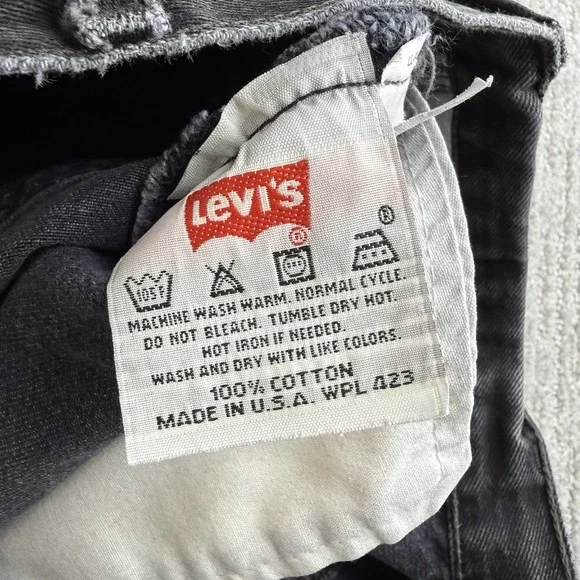 Levi's
®
®
105F
MACHINE WASH WARM. NORMAL CYCLE.
DO NOT BLEACH. TUMBLE DRY HOT.
HOT IRON IF NEEDED.
WASH AND DRY WITH LIKE COLORS.
100% COTTON
MADE IN U.S.A. WPL 423